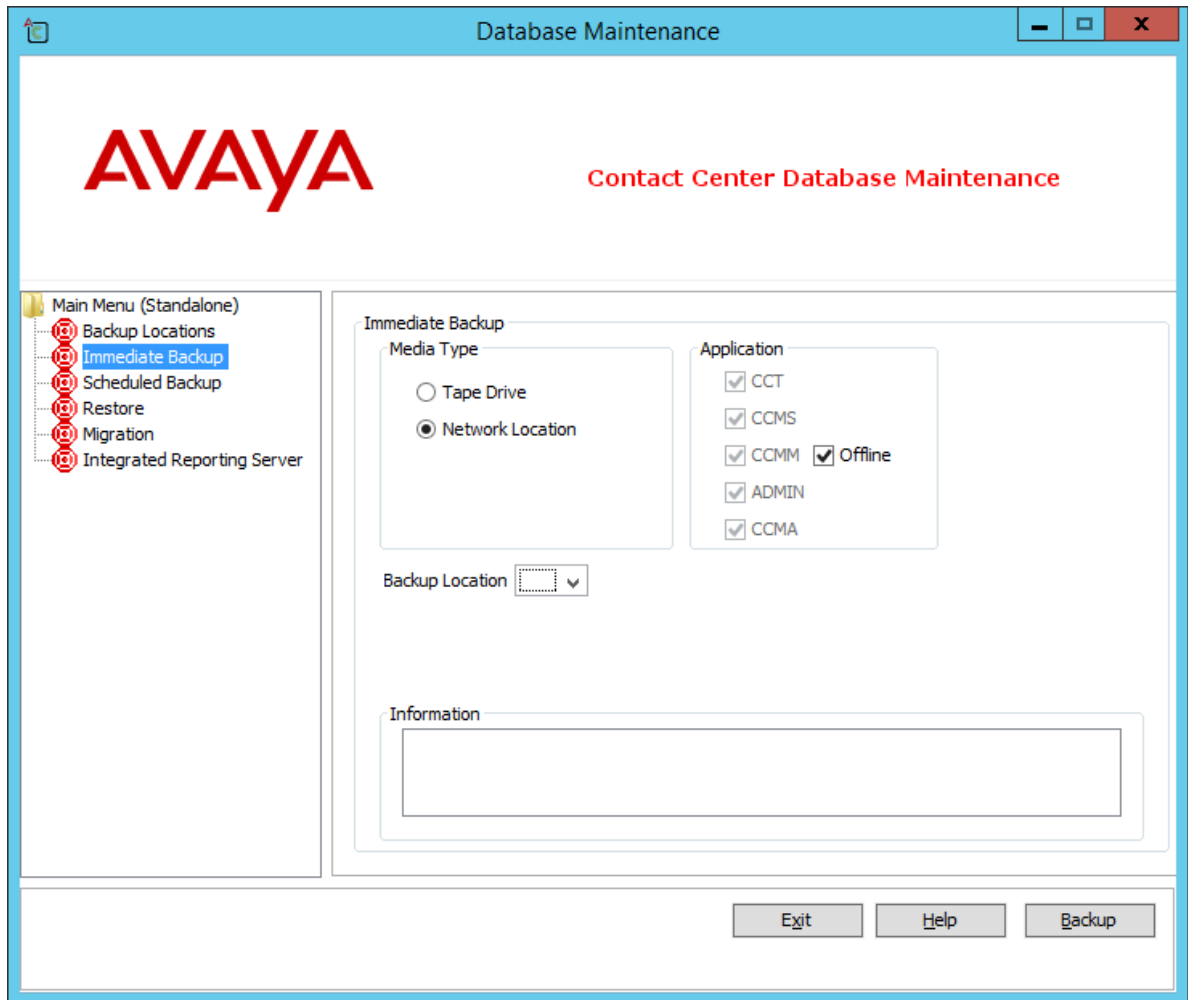 Database Maintenance
AVAYA
Contact Center Database Maintenance
Main Menu (Standalone)
Backup Locations
Immediate Backup
Scheduled Backup
Restore
Migration
Integrated Reporting Server
Immediate Backup
Media Type
Tape Drive
Network Location
Application
CCT
CCMS
CCMM Offline
ADMIN
CCMA
Backup Location
Information
Exit Help Backup